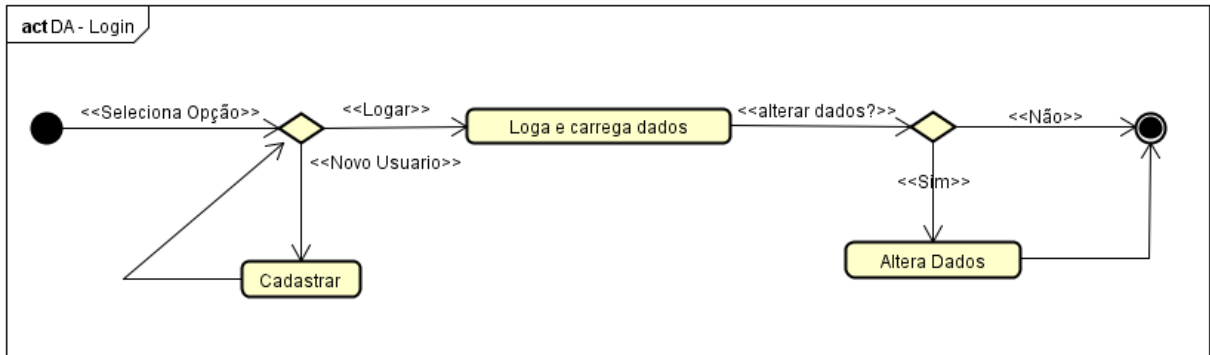 act DA - Login
<<Seleciona Opção>>
<<Logar>>
Loga e carrega dados
<<alterar dados?>>
<<Não>>
<<Novo Usuario>>
<<Sim>>
Cadastrar
Altera Dados